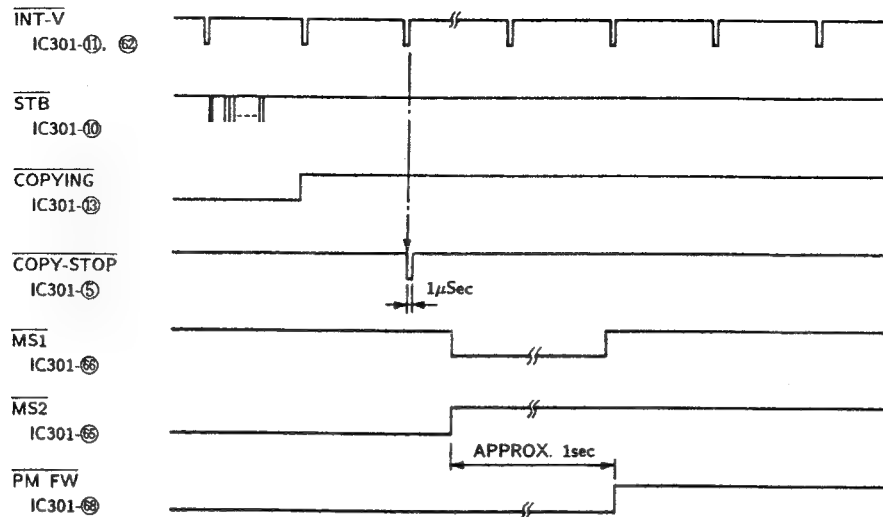 INT-V
IC301-⑪, 62
STB
IC301-⑩
COPYING
IC301-⑬
COPY-STOP
IC301-⑤
1μSec
MS1
IC301-66
MS2
IC301-65
APPROX. 1sec
PM FW
IC301-68